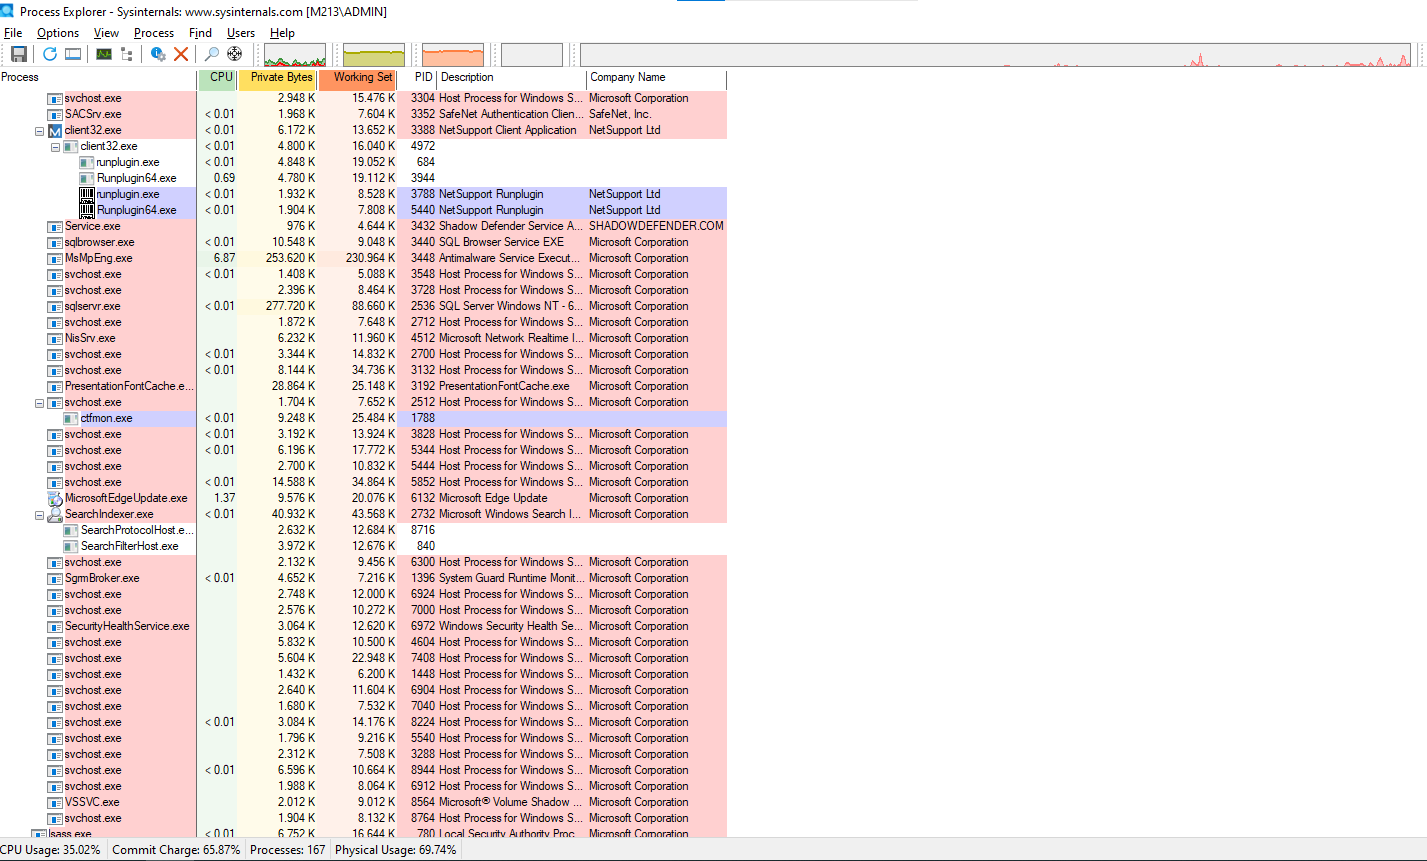 Process Explorer - Sysinternals: www.sysinternals.com [M213\ADMIN]
File Options View Process Find Users Help
Process CPU Private Bytes Working Set PID Description Company Name
svchost.exe 2.948 K 15.476 K 3304 Host Process for Windows S... Microsoft Corporation
SACSrv.exe < 0.01 1.968 K 7.604 K 3352 SafeNet Authentication Clien... SafeNet, Inc.
client32.exe < 0.01 6.172 K 13.652 K 3388 NetSupport Client Application NetSupport Ltd
client32.exe < 0.01 4.800 K 16.040 K 4972
runplugin.exe < 0.01 4.848 K 19.052 K 684
Runplugin64.exe 0.69 4.780 K 19.112 K 3944
runplugin.exe < 0.01 1.932 K 8.528 K 3788 NetSupport Runplugin NetSupport Ltd
Runplugin64.exe < 0.01 1.904 K 7.808 K 5440 NetSupport Runplugin NetSupport Ltd
Service.exe 976 K 4.644 K 3432 Shadow Defender Service A... SHADOWDEFENDER.COM
sqlbrowser.exe < 0.01 10.548 K 9.048 K 3440 SQL Browser Service EXE Microsoft Corporation
MsMpEng.exe 6.87 253.620 K 230.964 K 3448 Antimalware Service Execut... Microsoft Corporation
svchost.exe < 0.01 1.408 K 5.088 K 3548 Host Process for Windows S... Microsoft Corporation
svchost.exe 2.396 K 8.464 K 3728 Host Process for Windows S... Microsoft Corporation
sqlservr.exe < 0.01 277.720 K 88.660 K 2536 SQL Server Windows NT - 6... Microsoft Corporation
svchost.exe 1.872 K 7.648 K 2712 Host Process for Windows S... Microsoft Corporation
NisSrv.exe 6.232 K 11.960 K 4512 Microsoft Network Realtime I... Microsoft Corporation
svchost.exe < 0.01 3.344 K 14.832 K 2700 Host Process for Windows S... Microsoft Corporation
svchost.exe < 0.01 8.144 K 34.736 K 3132 Host Process for Windows S... Microsoft Corporation
PresentationFontCache.e... 28.864 K 25.148 K 3192 PresentationFontCache.exe Microsoft Corporation
svchost.exe 1.704 K 7.652 K 2512 Host Process for Windows S... Microsoft Corporation
ctfmon.exe < 0.01 9.248 K 25.484 K 1788
svchost.exe < 0.01 3.192 K 13.924 K 3828 Host Process for Windows S... Microsoft Corporation
svchost.exe < 0.01 6.196 K 17.772 K 5344 Host Process for Windows S... Microsoft Corporation
svchost.exe 2.700 K 10.832 K 5444 Host Process for Windows S... Microsoft Corporation
svchost.exe < 0.01 14.588 K 34.864 K 5852 Host Process for Windows S... Microsoft Corporation
MicrosoftEdgeUpdate.exe 1.37 9.576 K 20.076 K 6132 Microsoft Edge Update Microsoft Corporation
SearchIndexer.exe < 0.01 40.932 K 43.568 K 2732 Microsoft Windows Search I... Microsoft Corporation
SearchProtocolHost.e... 2.632 K 12.684 K 8716
SearchFilterHost.exe 3.972 K 12.676 K 840
svchost.exe 2.132 K 9.456 K 6300 Host Process for Windows S... Microsoft Corporation
SgrmBroker.exe < 0.01 4.652 K 7.216 K 1396 System Guard Runtime Monit... Microsoft Corporation
svchost.exe 2.748 K 12.000 K 6924 Host Process for Windows S... Microsoft Corporation
svchost.exe 2.576 K 10.272 K 7000 Host Process for Windows S... Microsoft Corporation
SecurityHealthService.exe 3.064 K 12.620 K 6972 Windows Security Health Se... Microsoft Corporation
svchost.exe 5.832 K 10.500 K 4604 Host Process for Windows S... Microsoft Corporation
svchost.exe 5.604 K 22.948 K 7408 Host Process for Windows S... Microsoft Corporation
svchost.exe 1.432 K 6.200 K 1448 Host Process for Windows S... Microsoft Corporation
svchost.exe 2.640 K 11.604 K 6904 Host Process for Windows S... Microsoft Corporation
svchost.exe 1.680 K 7.532 K 7040 Host Process for Windows S... Microsoft Corporation
svchost.exe < 0.01 3.084 K 14.176 K 8224 Host Process for Windows S... Microsoft Corporation
svchost.exe 1.796 K 9.216 K 5540 Host Process for Windows S... Microsoft Corporation
svchost.exe 2.312 K 7.508 K 3288 Host Process for Windows S... Microsoft Corporation
svchost.exe < 0.01 6.596 K 10.664 K 8944 Host Process for Windows S... Microsoft Corporation
svchost.exe 1.988 K 8.064 K 6912 Host Process for Windows S... Microsoft Corporation
VSSVC.exe 2.012 K 9.012 K 8564 Microsoft® Volume Shadow ... Microsoft Corporation
svchost.exe 1.904 K 8.132 K 8764 Host Process for Windows S... Microsoft Corporation
lsass.exe < 0.01 6.752 K 16.644 K 780 Local Security Authority Proc... Microsoft Corporation
CPU Usage: 35.02% Commit Charge: 65.87% Processes: 167 Physical Usage: 69.74%